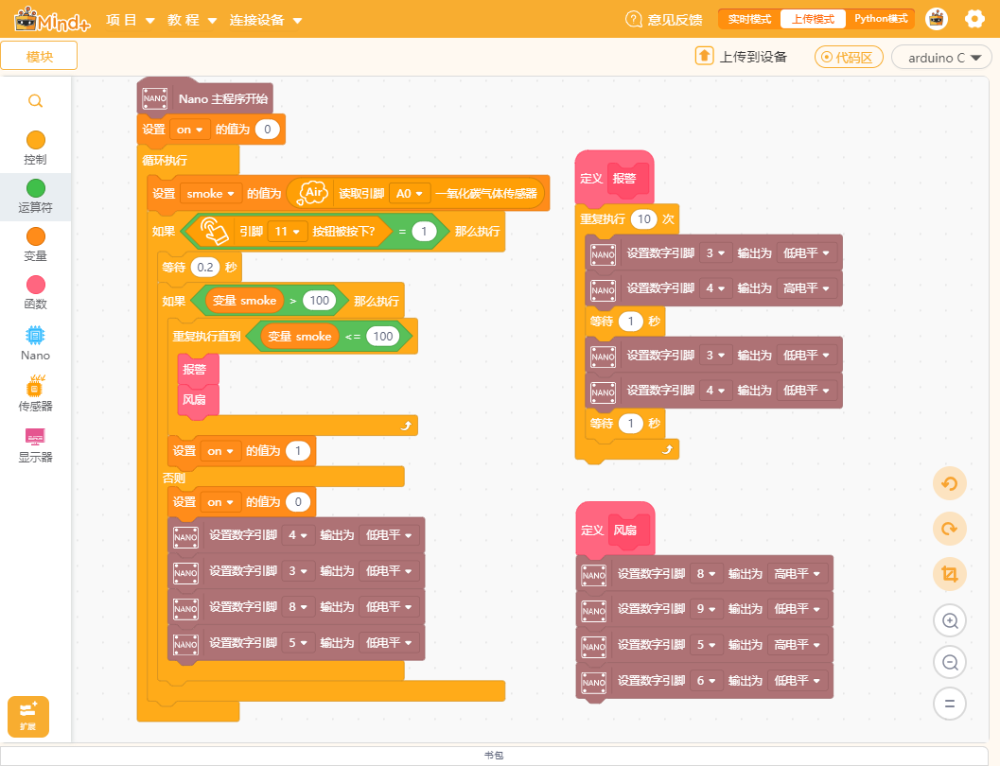 Mind+ 项目 教程 连接设备 意见反馈 实时模式 上传模式 Python模式
模块 上传到设备 代码区 arduino C
控制
运算符
变量
函数
Nano
传感器
显示器
扩展
NANO Nano 主程序开始
设置 on 的值为 0
循环执行
设置 smoke 的值为 Air 读取引脚 A0 一氧化碳气体传感器
如果 引脚 11 按钮被按下? = 1 那么执行
等待 0.2 秒
如果 变量 smoke > 100 那么执行
重复执行直到 变量 smoke <= 100
报警
风扇
设置 on 的值为 1
否则
设置 on 的值为 0
NANO 设置数字引脚 4 输出为 低电平
NANO 设置数字引脚 3 输出为 低电平
NANO 设置数字引脚 8 输出为 低电平
NANO 设置数字引脚 5 输出为 低电平
定义 报警
重复执行 10 次
NANO 设置数字引脚 3 输出为 低电平
NANO 设置数字引脚 4 输出为 高电平
等待 1 秒
NANO 设置数字引脚 3 输出为 低电平
NANO 设置数字引脚 4 输出为 低电平
等待 1 秒
定义 风扇
NANO 设置数字引脚 8 输出为 高电平
NANO 设置数字引脚 9 输出为 低电平
NANO 设置数字引脚 5 输出为 高电平
NANO 设置数字引脚 6 输出为 低电平
书包